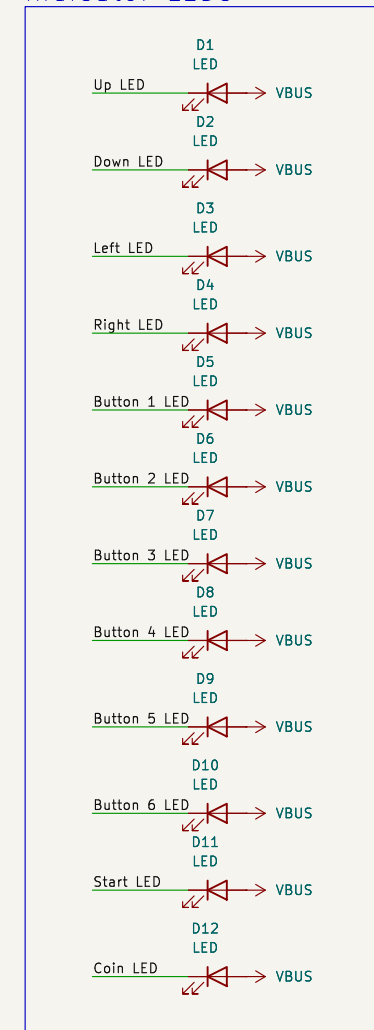 D1
LED
Up LED
VBUS
D2
LED
Down LED
VBUS
D3
LED
Left LED
VBUS
D4
LED
Right LED
VBUS
D5
LED
Button 1 LED
VBUS
D6
LED
Button 2 LED
VBUS
D7
LED
Button 3 LED
VBUS
D8
LED
Button 4 LED
VBUS
D9
LED
Button 5 LED
VBUS
D10
LED
Button 6 LED
VBUS
D11
LED
Start LED
VBUS
D12
LED
Coin LED
VBUS